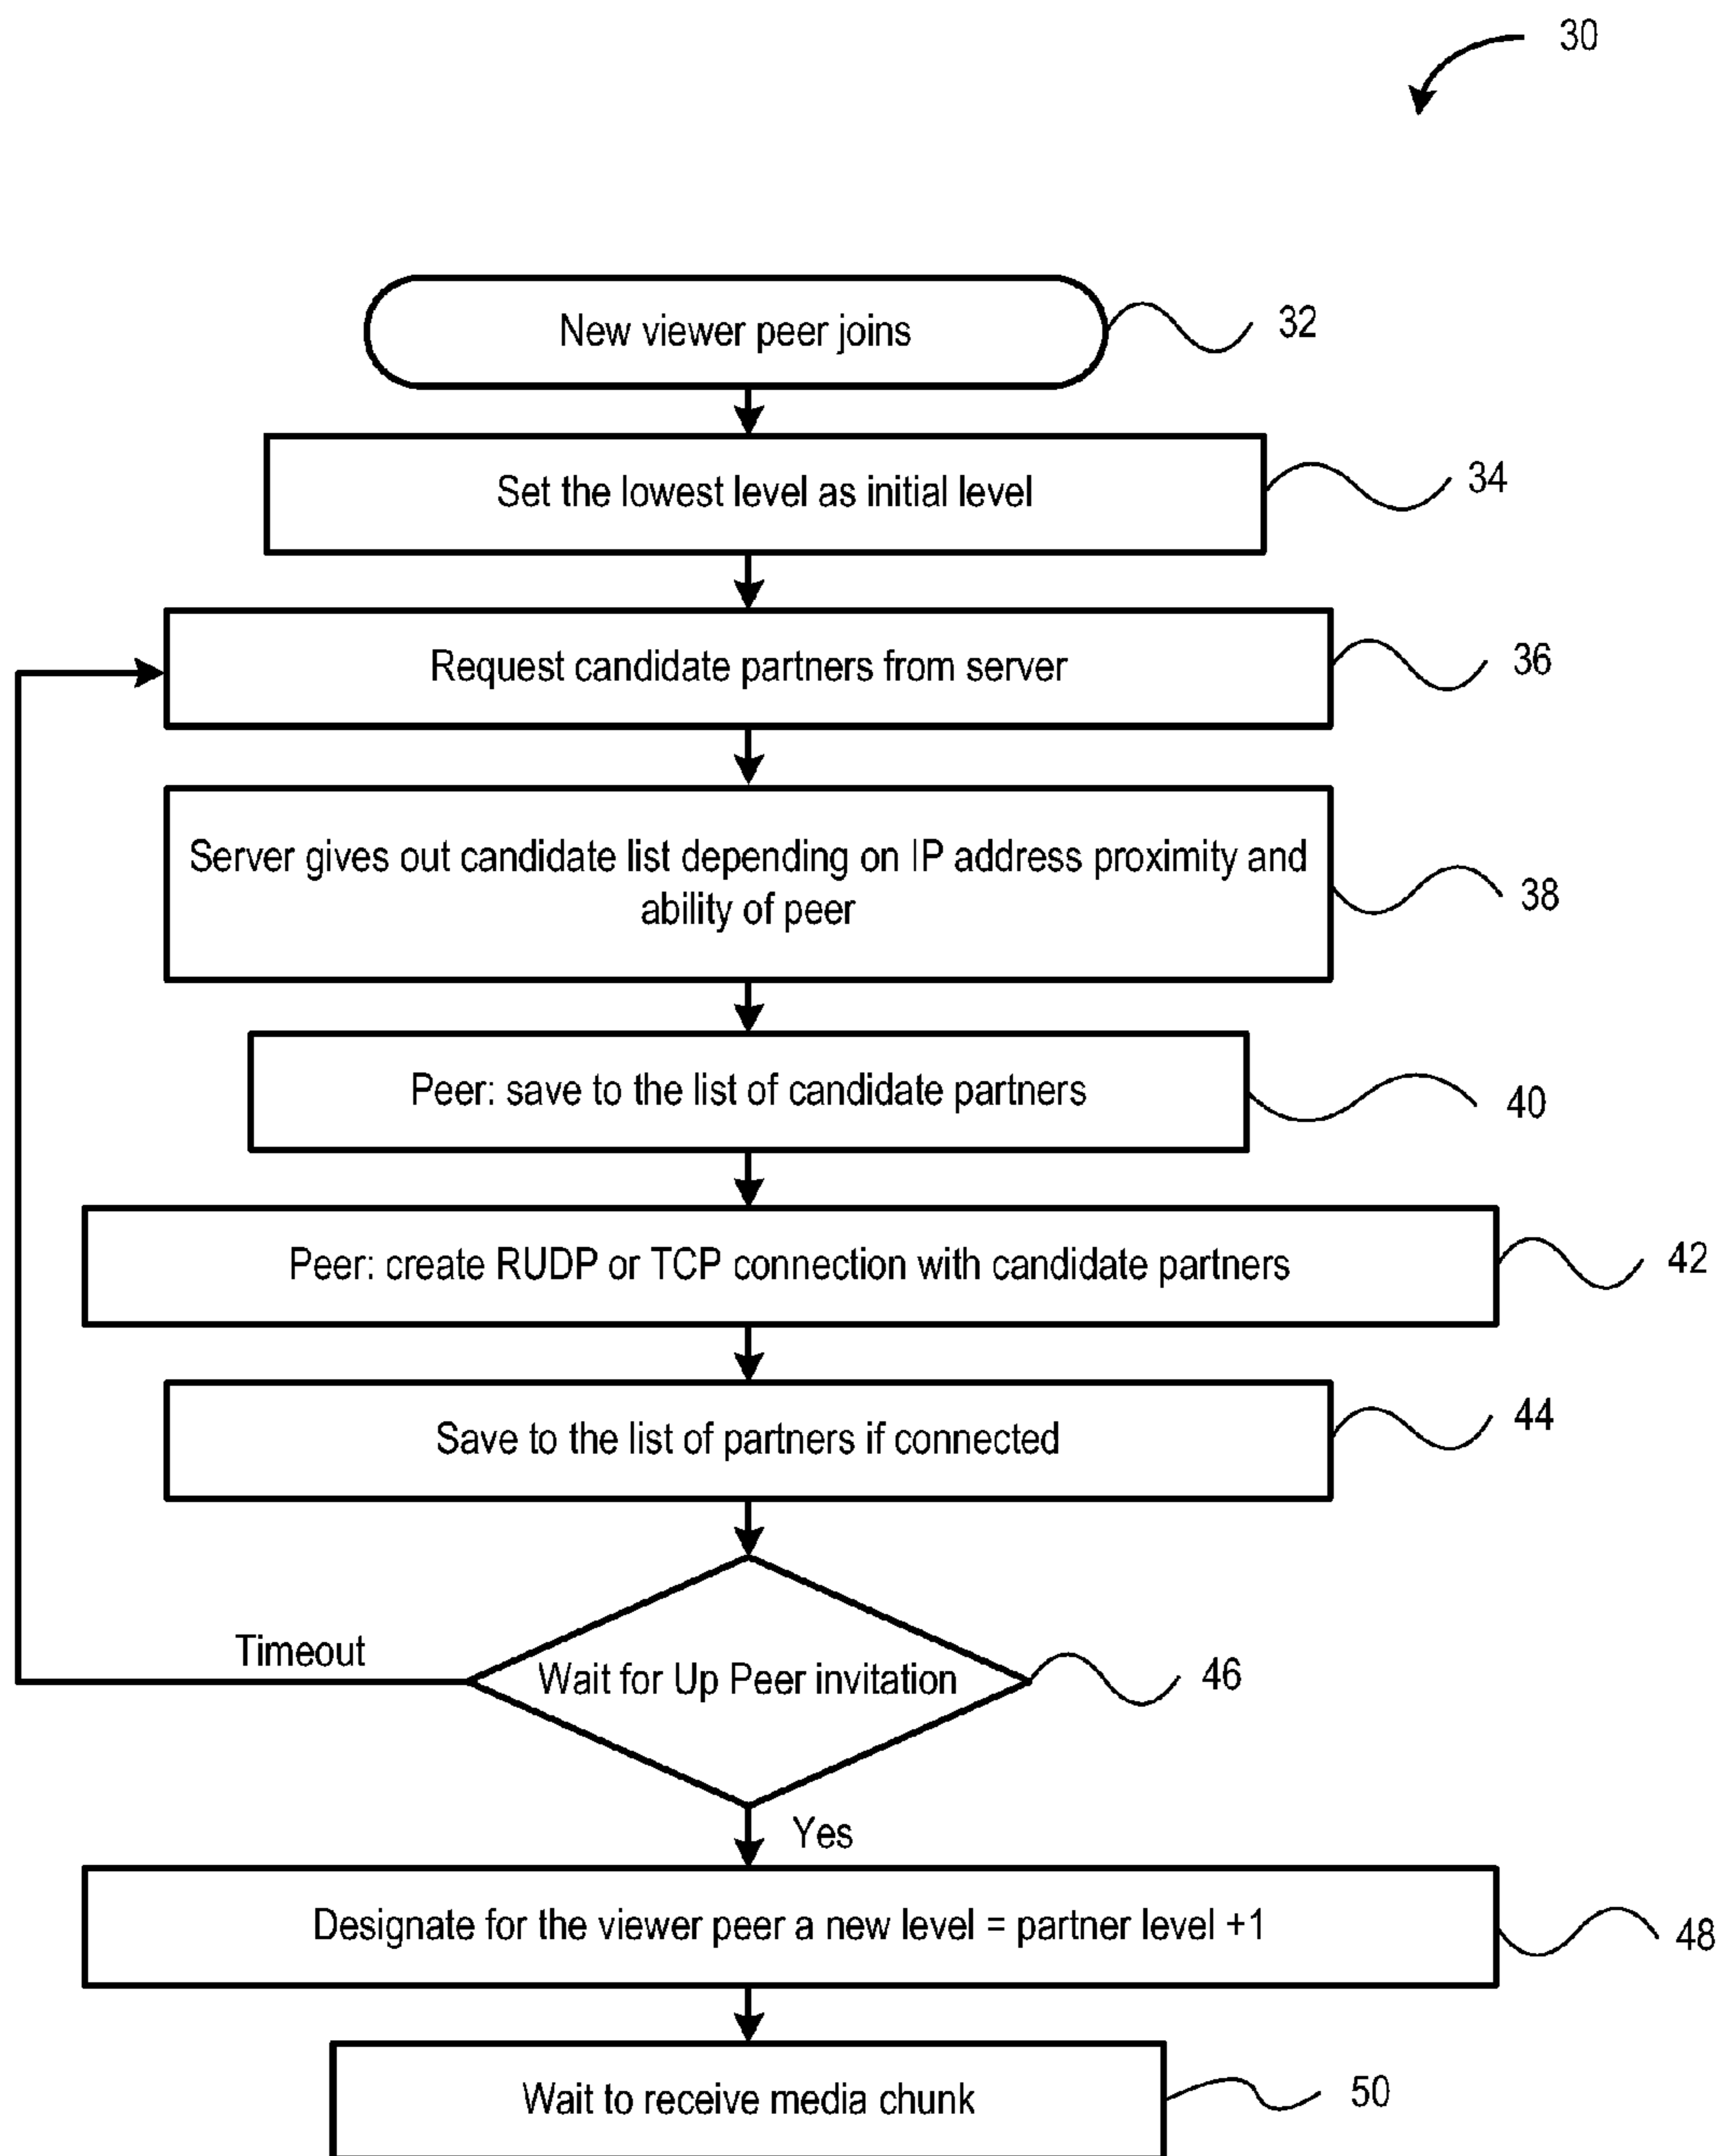 30
New viewer peer joins
32
Set the lowest level as initial level
34
Request candidate partners from server
36
Server gives out candidate list depending on IP address proximity and
ability of peer
38
Peer: save to the list of candidate partners
40
Peer: create RUDP or TCP connection with candidate partners
42
Save to the list of partners if connected
44
Timeout
Wait for Up Peer invitation
46
Yes
Designate for the viewer peer a new level = partner level +1
48
Wait to receive media chunk
50